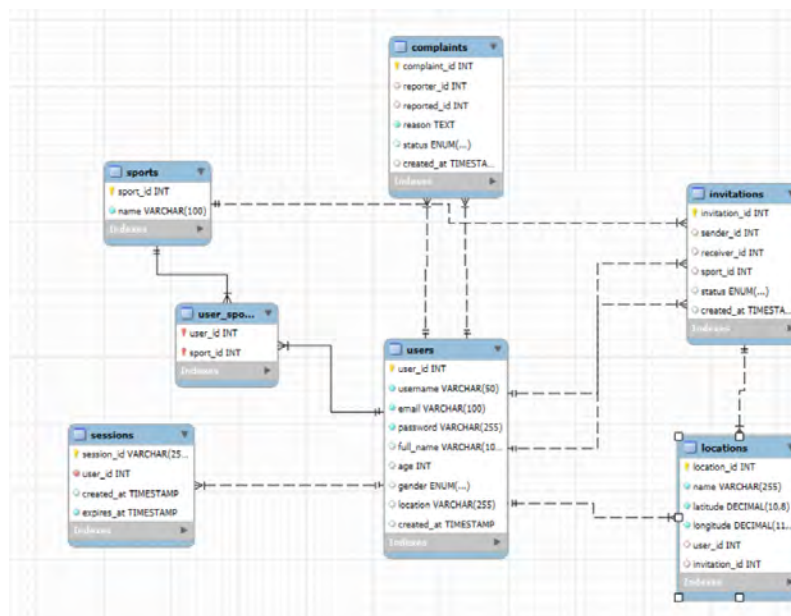 complaints
complaint_id INT
reporter_id INT
reported_id INT
reason TEXT
status ENUM(...)
created_at TIMESTA...
Indexes
sports
sport_id INT
name VARCHAR(100)
Indexes
invitations
invitation_id INT
sender_id INT
receiver_id INT
sport_id INT
status ENUM(...)
created_at TIMESTA...
Indexes
user_spo...
user_id INT
sport_id INT
Indexes
users
user_id INT
username VARCHAR(50)
email VARCHAR(100)
password VARCHAR(255)
full_name VARCHAR(10...
age INT
gender ENUM(...)
location VARCHAR(255)
created_at TIMESTAMP
Indexes
sessions
session_id VARCHAR(25...
user_id INT
created_at TIMESTAMP
expires_at TIMESTAMP
Indexes
locations
location_id INT
name VARCHAR(255)
latitude DECIMAL(10,8)
longitude DECIMAL(11...
user_id INT
invitation_id INT
Indexes